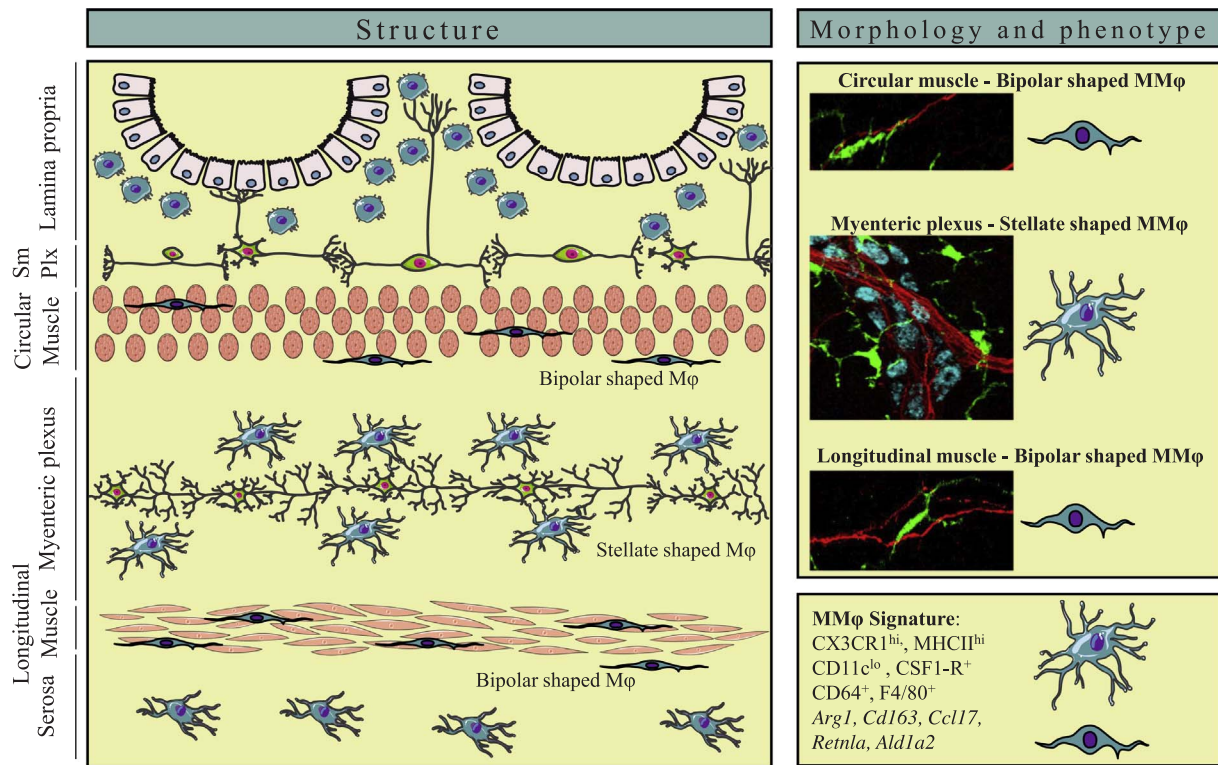 Structure
Lamina propria
Sm
Plx
Circular
Muscle
Myenteric plexus
Longitudinal
Muscle
Serosa
Bipolar shaped Mφ
Stellate shaped Mφ
Bipolar shaped Mφ
Morphology and phenotype
Circular muscle - Bipolar shaped MMφ
Myenteric plexus - Stellate shaped MMφ
Longitudinal muscle - Bipolar shaped MMφ
MMφ Signature:
CX3CR1hi, MHCIIhi
CD11clo, CSF1-R+
CD64+, F4/80+
Arg1, Cd163, Ccl17,
Retnla, Ald1a2